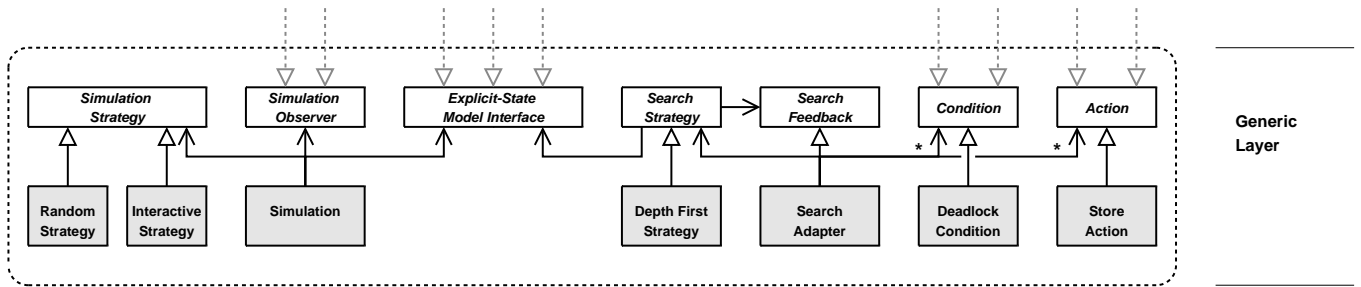 Simulation
Strategy
Simulation
Observer
Explicit-State
Model Interface
Search
Strategy
Search
Feedback
Condition
Action
Generic
Layer
*
*
Random
Strategy
Interactive
Strategy
Simulation
Depth First
Strategy
Search
Adapter
Deadlock
Condition
Store
Action